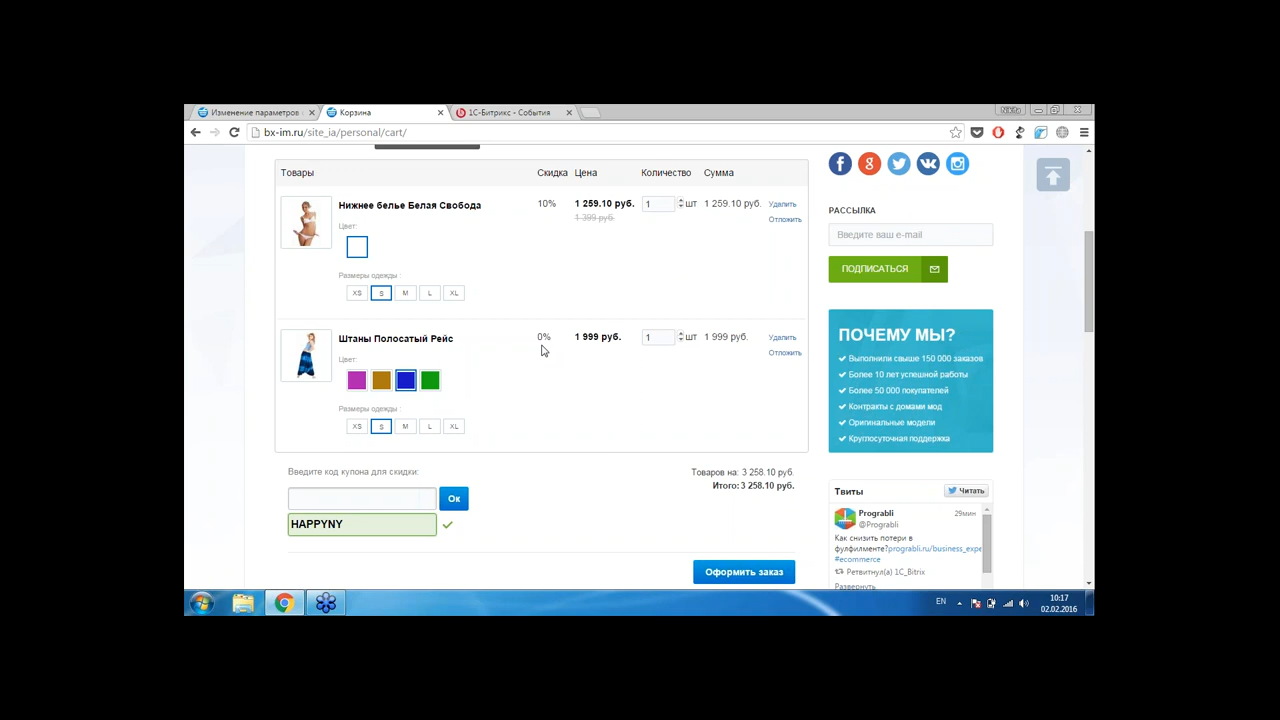 Изменение параметров
Корзина
1С-Битрикс - События
bx-im.ru/site_ia/personal/cart/
Товары
Скидка
Цена
Количество
Сумма
Нижнее белье Белая Свобода
10%
1 259.10 руб.
1 399 руб.
1
шт
1 259.10 руб.
Удалить
Отложить
Цвет:
Размеры одежды :
XS
S
M
L
XL
Штаны Полосатый Рейс
0%
1 999 руб.
1
шт
1 999 руб.
Удалить
Отложить
Цвет:
Размеры одежды :
XS
S
M
L
XL
Введите код купона для скидки:
Ок
HAPPYNY
Товаров на: 3 258.10 руб.
Итого: 3 258.10 руб.
Оформить заказ
РАССЫЛКА
Введите ваш e-mail
ПОДПИСАТЬСЯ
ПОЧЕМУ МЫ?
Выполнили свыше 150 000 заказов
Более 10 лет успешной работы
Более 50 000 покупателей
Контракты с домами мод
Оригинальные модели
Круглосуточная поддержка
Твиты
Читать
Prograbli
29мин
@Prograbli
Как снизить потери в
фулфилменте?prograbli.ru/business_expe
#ecommerce
Ретвитнул(а) 1C_Bitrix
Развернуть
EN
10:17
02.02.2016